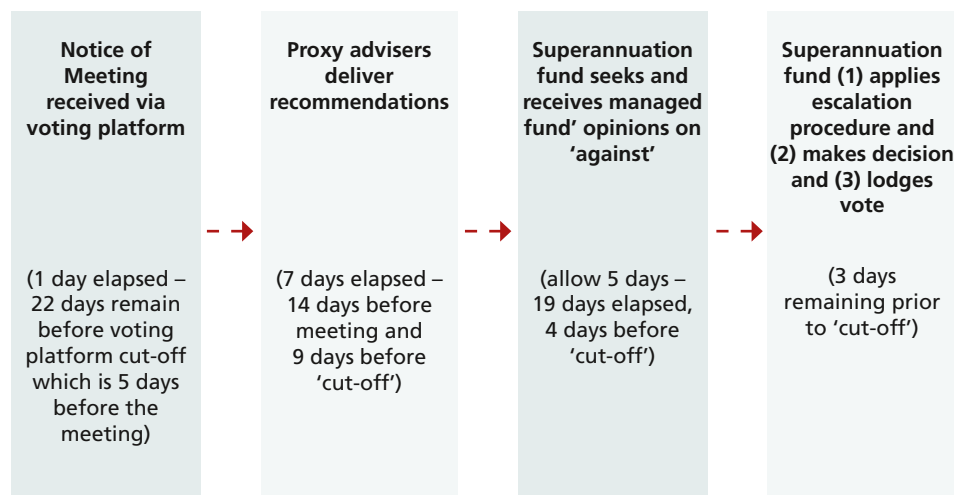 Notice of
Meeting
received via
voting platform
(1 day elapsed –
22 days remain
before voting
platform cut-off
which is 5 days
before the
meeting)
Proxy advisers
deliver
recommendations
(7 days elapsed –
14 days before
meeting and
9 days before
‘cut-off’)
Superannuation
fund seeks and
receives managed
fund’ opinions on
‘against’
(allow 5 days –
19 days elapsed,
4 days before
‘cut-off’)
Superannuation
fund (1) applies
escalation
procedure and
(2) makes decision
and (3) lodges
vote
(3 days
remaining prior
to ‘cut-off’)